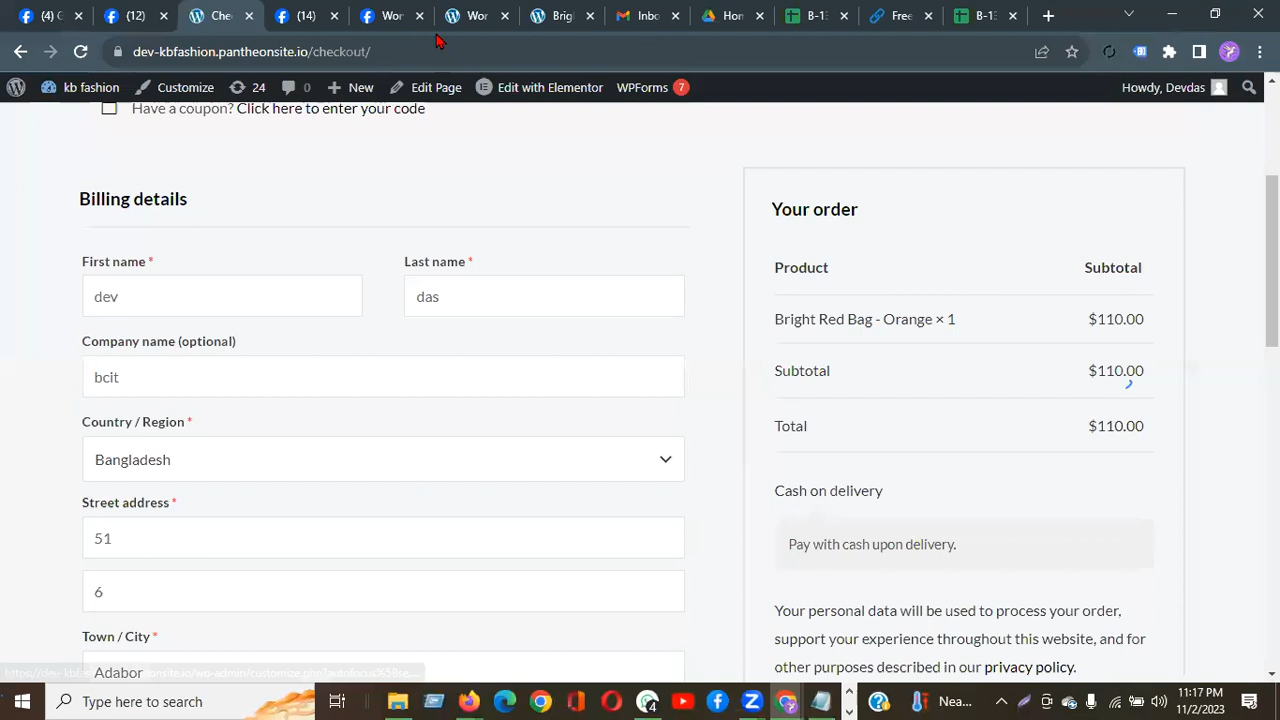 (4) (
(12)
Che
(14)
Wor
Wor
Brig
Inbo
Hon
B-1
Free
B-1
dev-kbfashion.pantheonsite.io/checkout/
kb fashion
Customize
24
0
New
Edit Page
Edit with Elementor
WPForms 7
Howdy, Devdas
Have a coupon? Click here to enter your code
Billing details
First name *
Last name *
dev
das
Company name (optional)
bcit
Country / Region *
Bangladesh
Street address *
51
6
Town / City *
Adabor
Your order
Product Subtotal
Bright Red Bag - Orange × 1 $110.00
Subtotal $110.00
Total $110.00
Cash on delivery
Pay with cash upon delivery.
Your personal data will be used to process your order,
support your experience throughout this website, and for
other purposes described in our privacy policy.
Type here to search
4
Nea...
11:17 PM
11/2/2023